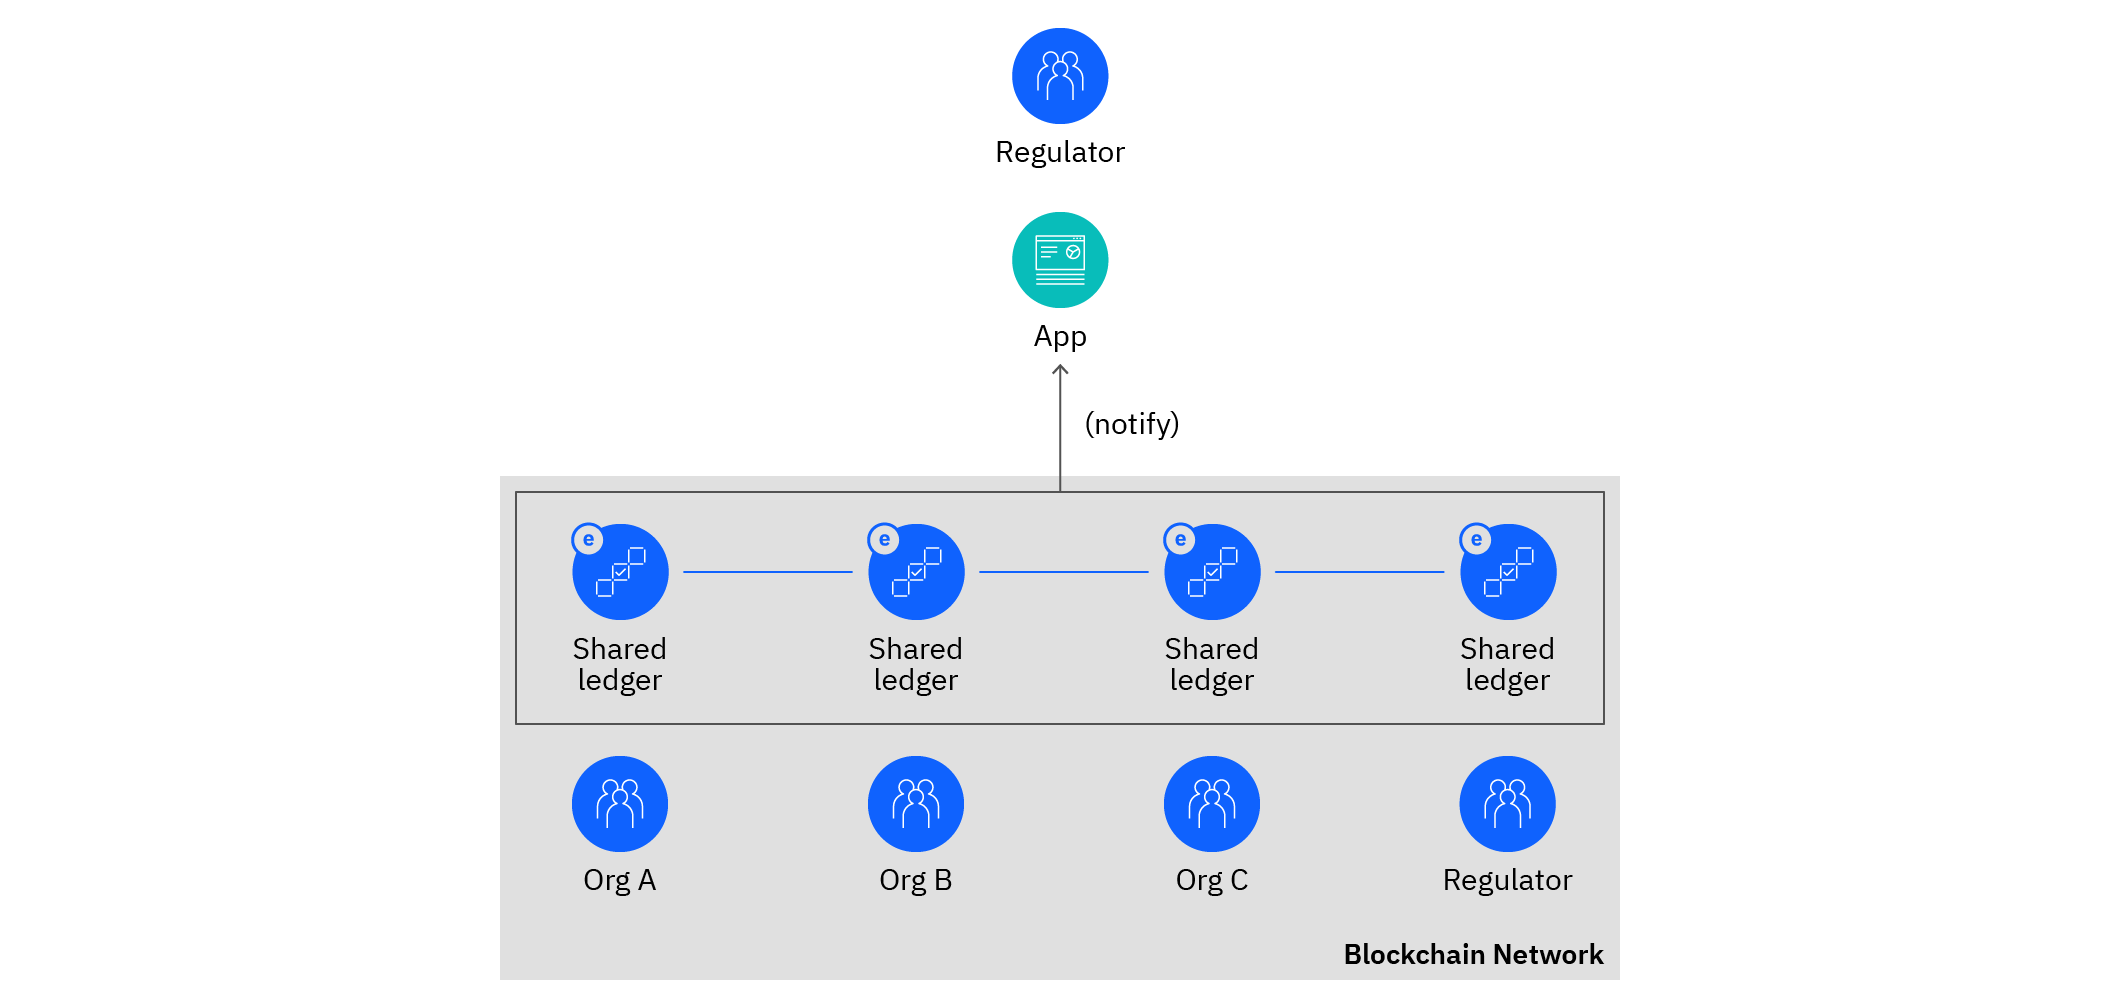 Regulator
App
(notify)
e e e e
Shared Shared Shared Shared
ledger ledger ledger ledger
Org A Org B Org C Regulator
Blockchain Network